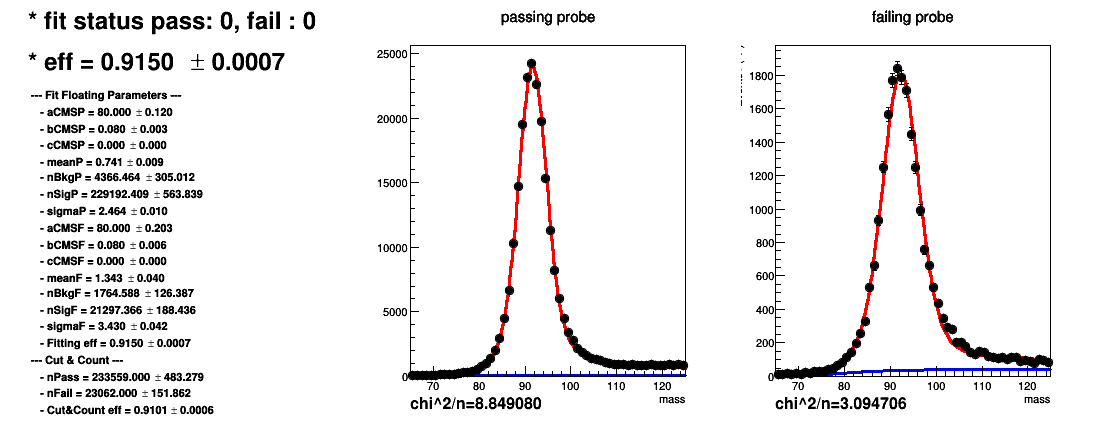 * fit status pass: 0, fail : 0
* eff = 0.9150 ± 0.0007
--- Fit Floating Parameters ---
- aCMSP = 80.000 ± 0.120
- bCMSP = 0.080 ± 0.003
- cCMSP = 0.000 ± 0.000
- meanP = 0.741 ± 0.009
- nBkgP = 4366.464 ± 305.012
- nSigP = 229192.409 ± 563.839
- sigmaP = 2.464 ± 0.010
- aCMSF = 80.000 ± 0.203
- bCMSF = 0.080 ± 0.006
- cCMSF = 0.000 ± 0.000
- meanF = 1.343 ± 0.040
- nBkgF = 1764.588 ± 126.387
- nSigF = 21297.366 ± 188.436
- sigmaF = 3.430 ± 0.042
- Fitting eff = 0.9150 ± 0.0007
--- Cut & Count ---
- nPass = 233559.000 ± 483.279
- nFail = 23062.000 ± 151.862
- Cut&Count eff = 0.9101 ± 0.0006
passing probe
25000
20000
15000
10000
5000
0
70 80 90 100 110 120
mass
chi^2/n=8.849080
failing probe
1800
1600
1400
1200
1000
800
600
400
200
0
70 80 90 100 110 120
mass
chi^2/n=3.094706